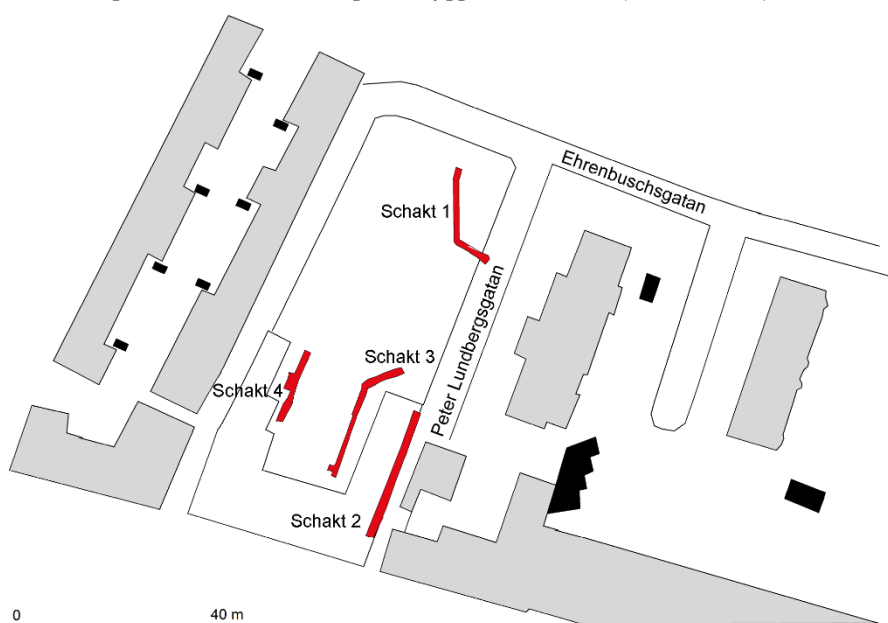 Ehrenbuschsgatan
Schakt 1
Peter Lundbergsgatan
Schakt 3
Schakt 4
Schakt 2
0 40 m